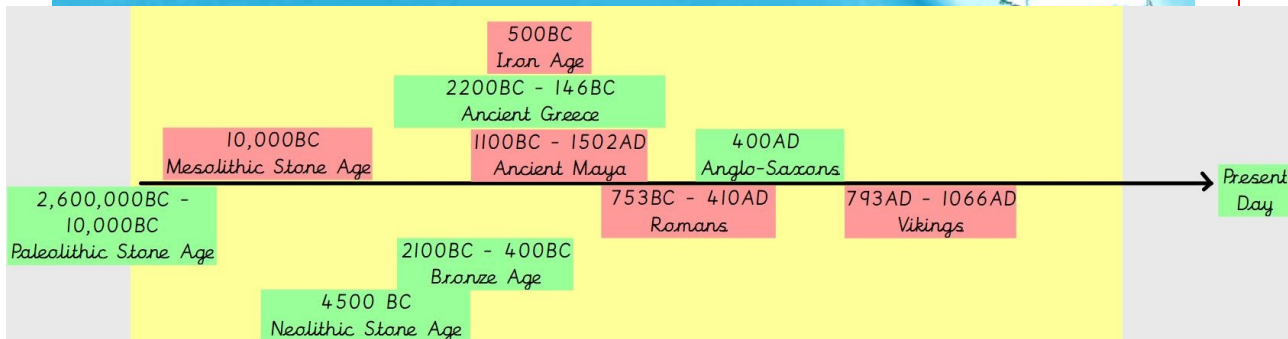 500BC
Iron Age
2200BC - 146BC
Ancient Greece
10,000BC
Mesolithic Stone Age
1100BC - 1502AD
Ancient Maya
400AD
Anglo-Saxons
Present
Day
2,600,000BC -
10,000BC
Paleolithic Stone Age
753BC - 410AD
Romans
793AD - 1066AD
Vikings
2100BC - 400BC
Bronze Age
4500 BC
Neolithic Stone Age